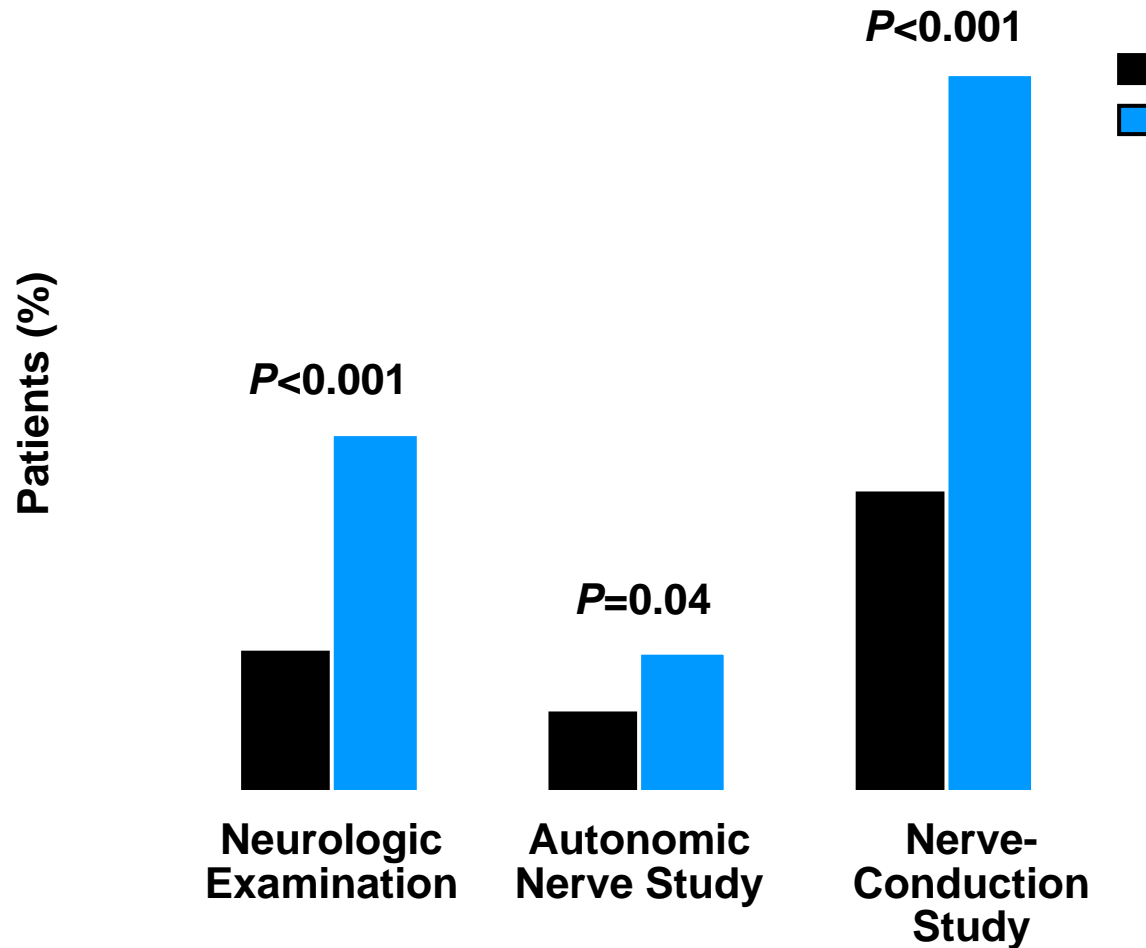 P<0.001
Patients (%)
P<0.001
P=0.04
Neurologic
Examination
Autonomic
Nerve Study
Nerve-
Conduction
Study